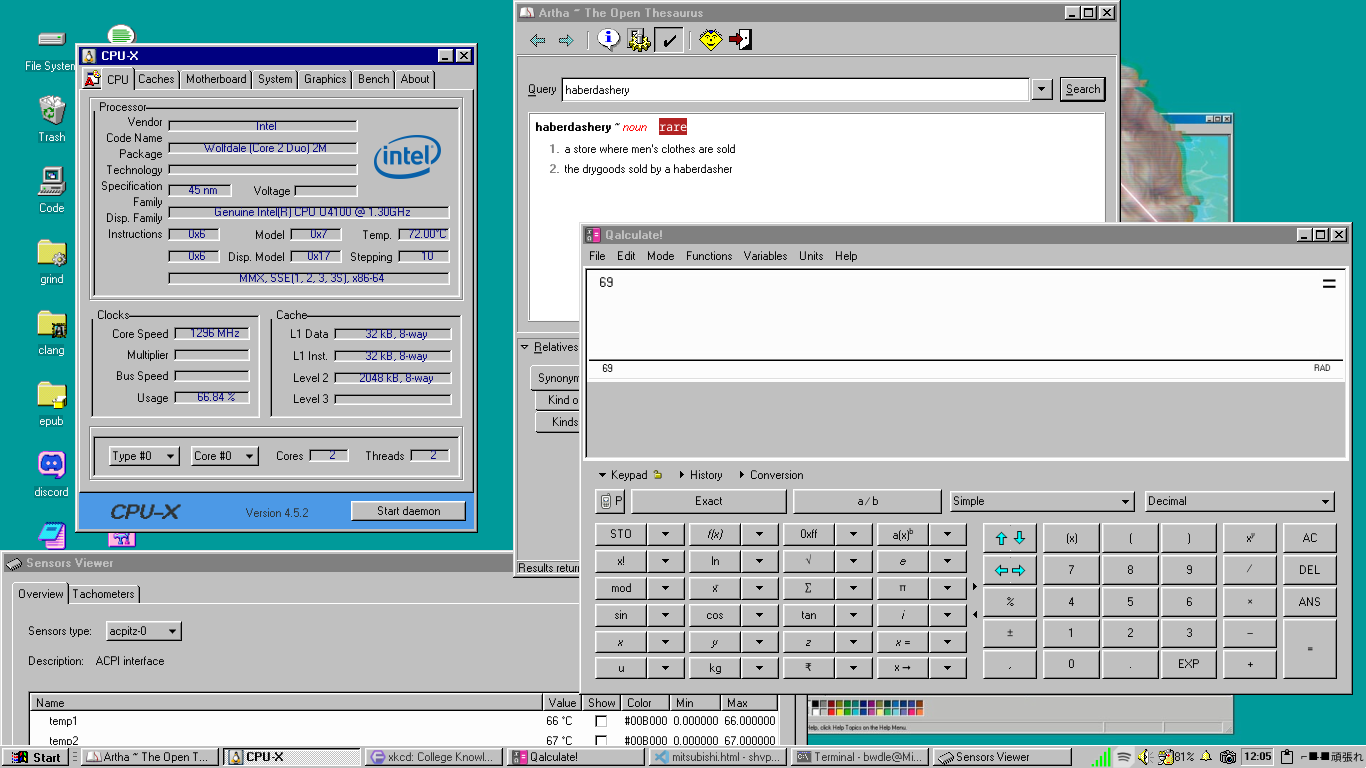 File System
Trash
Code
grind
clang
epub
discord
CPU-X
CPU
Caches
Motherboard
System
Graphics
Bench
About
Processor
Vendor
Intel
Code Name
Wolfdale (Core 2 Duo) 2M
Package
Technology
Specification
45 nm
Voltage
Family
Genuine Intel(R) CPU U4100 @ 1.30GHz
Disp. Family
Instructions
0x6
Model
0x7
Temp.
72.00°C
0x6
Disp. Model
0x17
Stepping
10
MMX, SSE(1, 2, 3, 3S), x86-64
intel
Clocks
Core Speed
1296 MHz
Multiplier
Bus Speed
Usage
66.84 %
Cache
L1 Data
32 kB, 8-way
L1 Inst.
32 kB, 8-way
Level 2
2048 kB, 8-way
Level 3
Type #0
Core #0
Cores
2
Threads
2
CPU-X
Version 4.5.2
Start daemon
Artha ~ The Open Thesaurus
Query
haberdashery
Search
haberdashery ~ noun rare
1. a store where men's clothes are sold
2. the drygoods sold by a haberdasher
Relatives
Synonym
Kind o
Kinds
Results return
Qalculate!
File Edit Mode Functions Variables Units Help
69
=
69
RAD
Keypad
History
Conversion
P
Exact
a / b
Simple
Decimal
STO f(x) 0xff a(x)ᵇ (x) ( ) xʸ AC
x! ln √ e 7 8 9 / DEL
mod x̄ Σ π % 4 5 6 × ANS
sin cos tan i ± 1 2 3 − =
x y z x = , 0 . EXP +
u kg ₹ x→
Sensors Viewer
Overview
Tachometers
Sensors type:
acpitz-0
Description:
ACPI interface
Name Value Show Color Min Max
temp1 66 °C #00B000 0.000000 66.000000
temp2 67 °C #00B000 0.000000 67.000000
Help, click Help Topics on the Help Menu.
Start
Artha ~ The Open T...
CPU-X
xkcd: College Knowl...
Qalculate!
mitsubishi.html - shvp...
Terminal - bwdle@Mi...
Sensors Viewer
81%
12:05
頑張れ